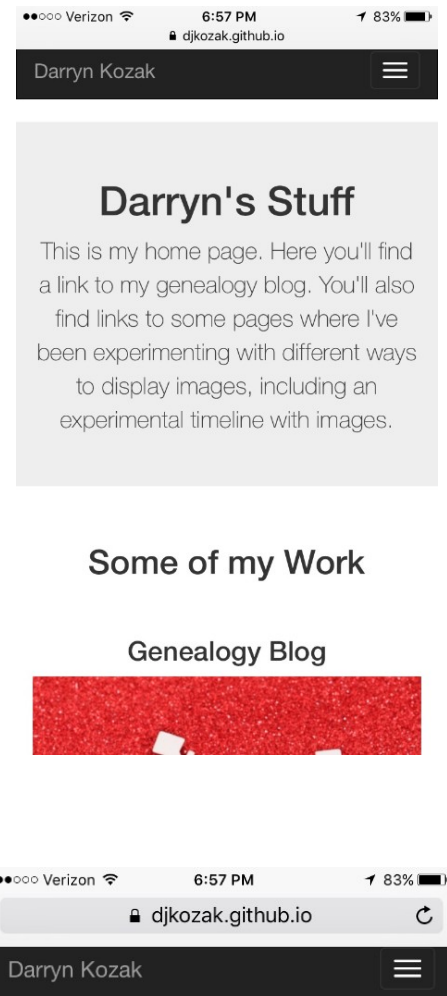 Verizon 6:57 PM 83%
djkozak.github.io
Darryn Kozak
Darryn's Stuff
This is my home page. Here you'll find
a link to my genealogy blog. You'll also
find links to some pages where I've
been experimenting with different ways
to display images, including an
experimental timeline with images.
Some of my Work
Genealogy Blog
Verizon 6:57 PM 83%
djkozak.github.io
Darryn Kozak